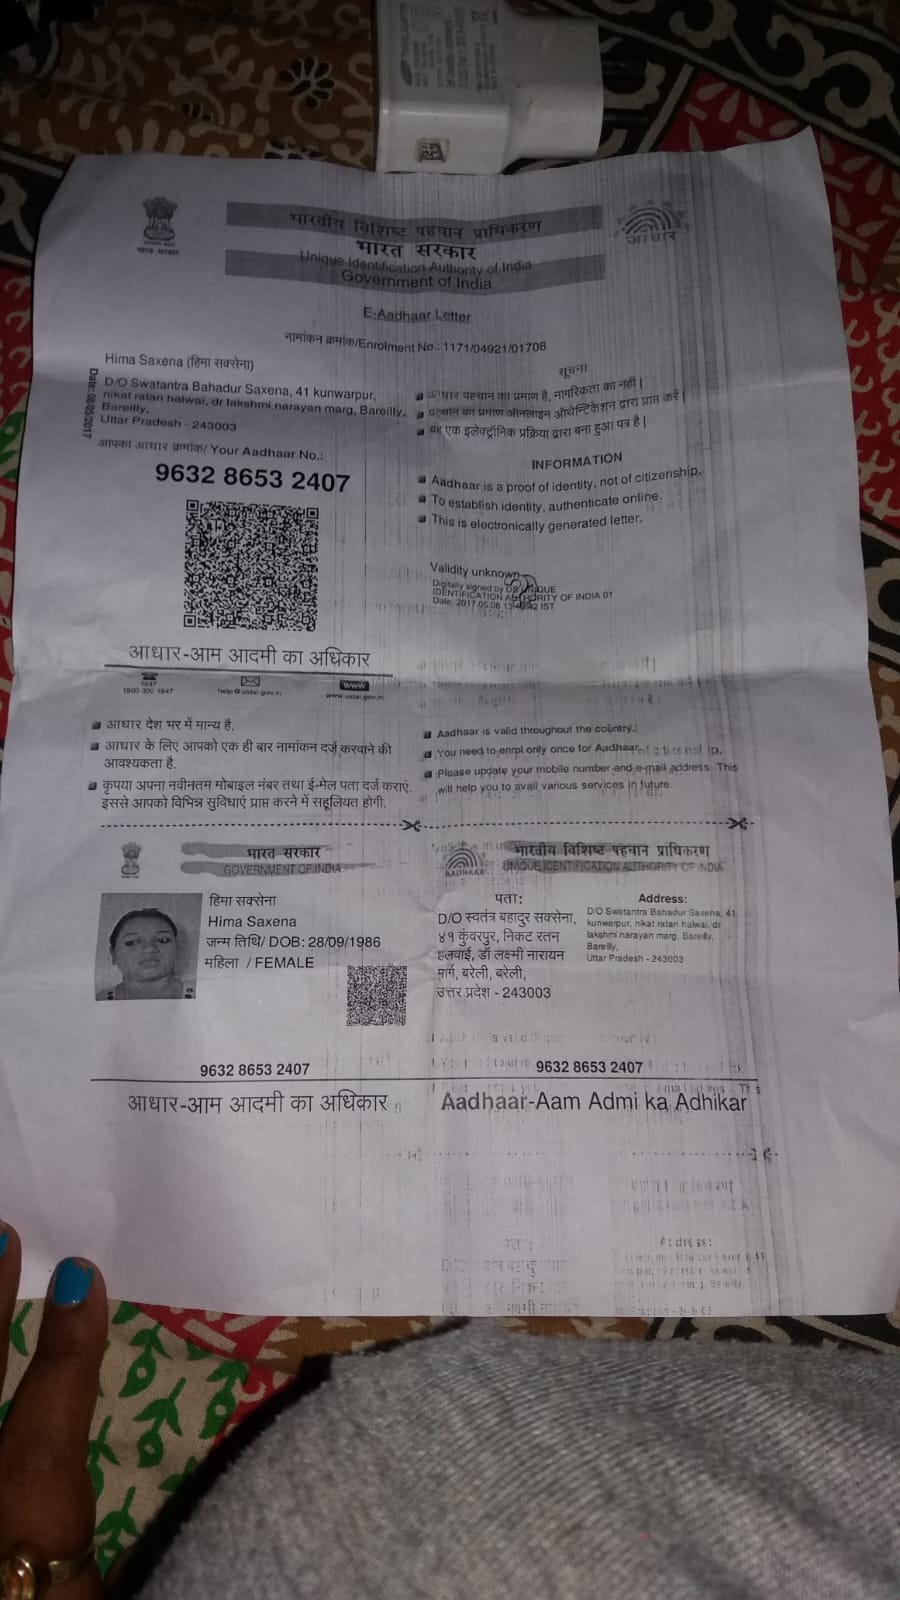 भारतीय विशिष्ट पहचान प्राधिकरण
भारत सरकार
Unique Identification Authority of India
Government of India
भारत सरकार
आधार
E-Aadhaar Letter
नामांकन क्रमांक/Enrolment No.: 1171/04921/01708
Hima Saxena (हिमा सक्सेना)
D/O Swatantra Bahadur Saxena, 41 kunwarpur,
nikat ratan halwai, dr lakshmi narayan marg, Bareilly,
Bareilly,
Uttar Pradesh - 243003
Date: 08/05/2017
आपका आधार क्रमांक/ Your Aadhaar No.:
9632 8653 2407
सूचना
आधार पहचान का प्रमाण है, नागरिकता का नहीं |
पहचान का प्रमाण ऑनलाइन ऑथेन्टिकेशन द्वारा प्राप्त करें |
यह एक इलेक्ट्रॉनिक प्रक्रिया द्वारा बना हुआ पत्र है |
INFORMATION
Aadhaar is a proof of identity, not of citizenship.
To establish identity, authenticate online.
This is electronically generated letter.
Validity unknown
Digitally signed by DS UNIQUE
IDENTIFICATION AUTHORITY OF INDIA 01
Date: 2017.05.08 IST
आधार-आम आदमी का अधिकार
1947
1800 300 1947
help@uidai.gov.in
www
www.uidai.gov.in
आधार देश भर में मान्य है.
आधार के लिए आपको एक ही बार नामांकन दर्ज करवाने की
आवश्यकता है.
कृपया अपना नवीनतम मोबाइल नंबर तथा ई-मेल पता दर्ज कराएं.
इससे आपको विभिन्न सुविधाएं प्राप्त करने में सहूलियत होगी.
Aadhaar is valid throughout the country.
You need to enrol only once for Aadhaar.
Please update your mobile number and e-mail address. This
will help you to avail various services in future.
भारत सरकार
GOVERNMENT OF INDIA
हिमा सक्सेना
Hima Saxena
जन्म तिथि/ DOB: 28/09/1986
महिला / FEMALE
9632 8653 2407
आधार-आम आदमी का अधिकार
AADHAAR
भारतीय विशिष्ट पहचान प्राधिकरण
UNIQUE IDENTIFICATION AUTHORITY OF INDIA
पता:
D/O स्वतंत्र बहादुर सक्सेना,
४१ कुंवरपुर, निकट रतन
हलवाई, डॉ लक्ष्मी नारायन
मार्ग, बरेली, बरेली,
उत्तर प्रदेश - 243003
Address:
D/O Swatantra Bahadur Saxena, 41
kunwarpur, nikat ratan halwai, dr
lakshmi narayan marg, Bareilly,
Bareilly,
Uttar Pradesh - 243003
9632 8653 2407
Aadhaar-Aam Admi ka Adhikar